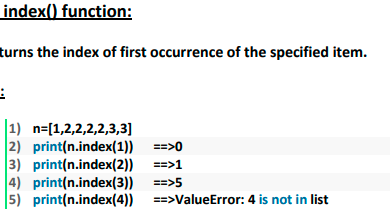 index() function:
turns the index of first occurrence of the specified item.
:
1) n=[1,2,2,2,2,3,3]
2) print(n.index(1)) ==>0
3) print(n.index(2)) ==>1
4) print(n.index(3)) ==>5
5) print(n.index(4)) ==>ValueError: 4 is not in list